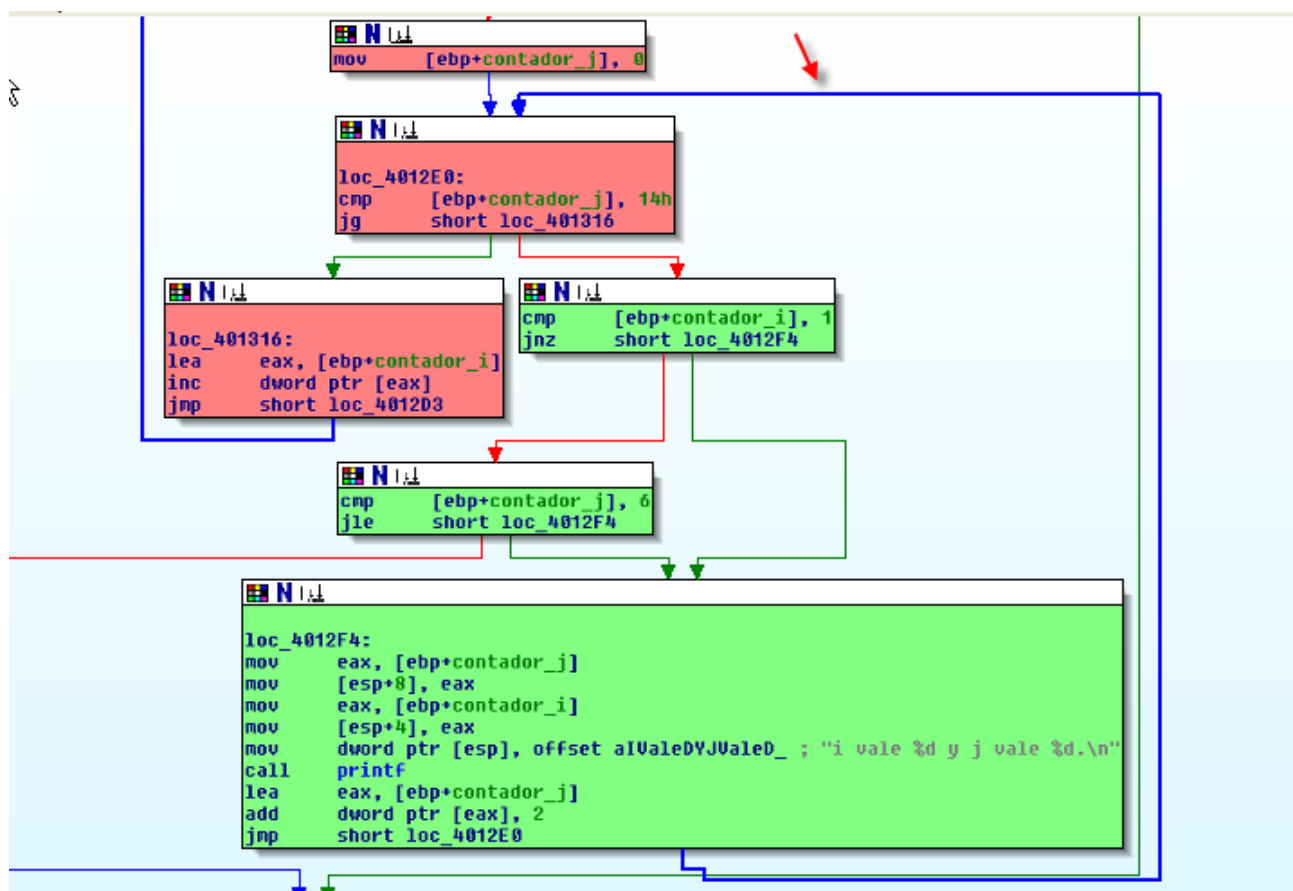 N
mov [ebp+contador_j], 0
N
loc_4012E0:
cmp [ebp+contador_j], 14h
jg short loc_401316
N
loc_401316:
lea eax, [ebp+contador_i]
inc dword ptr [eax]
jmp short loc_4012D3
N
cmp [ebp+contador_i], 1
jnz short loc_4012F4
N
cmp [ebp+contador_j], 6
jle short loc_4012F4
N
loc_4012F4:
mov eax, [ebp+contador_j]
mov [esp+8], eax
mov eax, [ebp+contador_i]
mov [esp+4], eax
mov dword ptr [esp], offset aIValeDYJValeD_ ; "i vale %d y j vale %d.\n"
call printf
lea eax, [ebp+contador_j]
add dword ptr [eax], 2
jmp short loc_4012E0